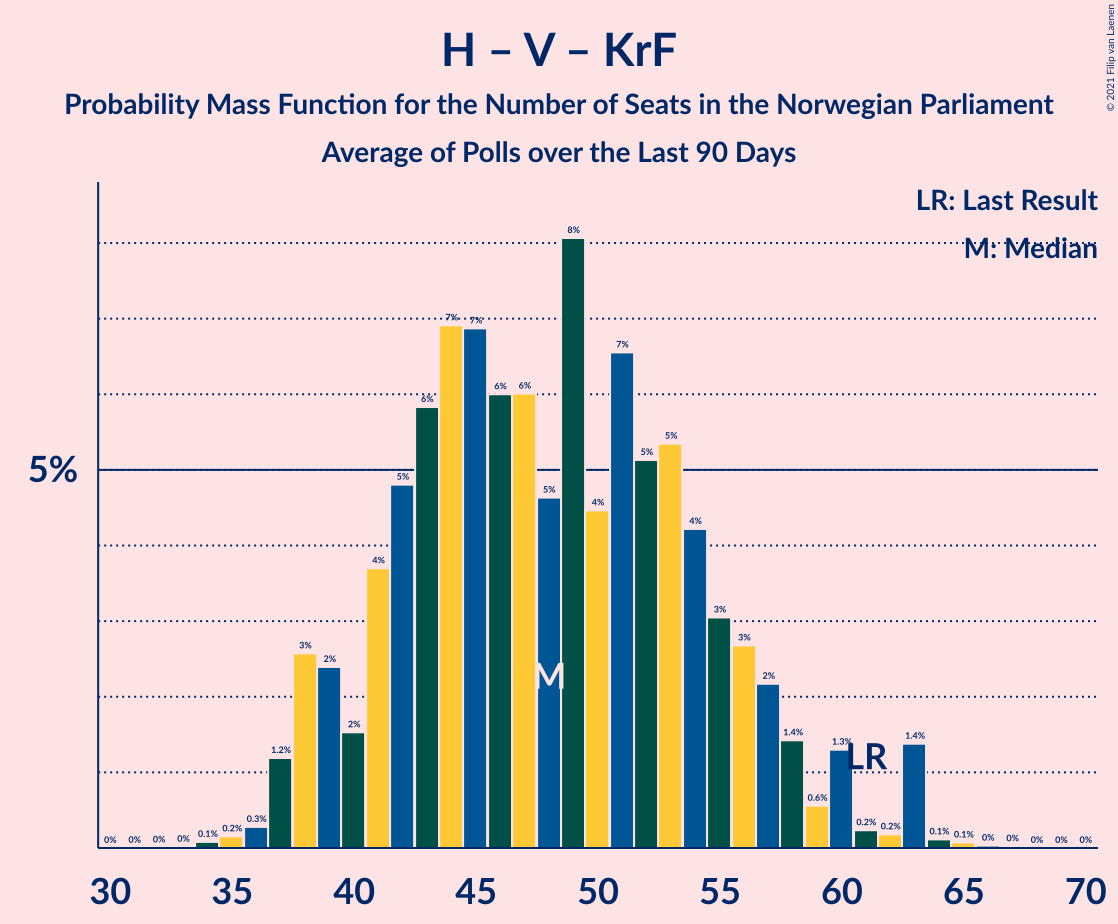 H – V – KrF
Probability Mass Function for the Number of Seats in the Norwegian Parliament
Average of Polls over the Last 90 Days
© 2021 Filip van Laenen
LR: Last Result
M: Median
5%
0% 0% 0% 0% 0.1% 0.2% 0.3% 1.2% 3% 2% 2% 4% 5% 6% 7% 7% 6% 6% 5% 8% 4% 7% 5% 5% 4% 3% 3% 2% 1.4% 0.6% 1.3% 0.2% 0.2% 1.4% 0.1% 0.1% 0% 0% 0% 0% 0%
M
LR
30 35 40 45 50 55 60 65 70